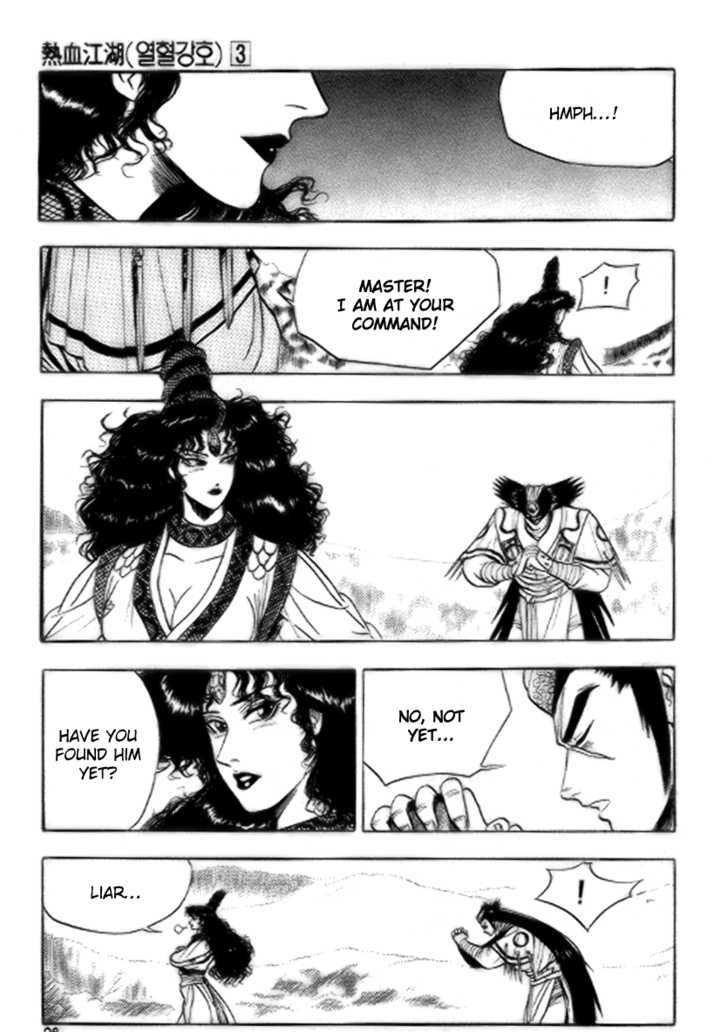 熱血江湖(열혈강호) 3
HMPH...!
MASTER!
I AM AT YOUR
COMMAND!
!
HAVE YOU
FOUND HIM
YET?
NO, NOT
YET...
LIAR...
!